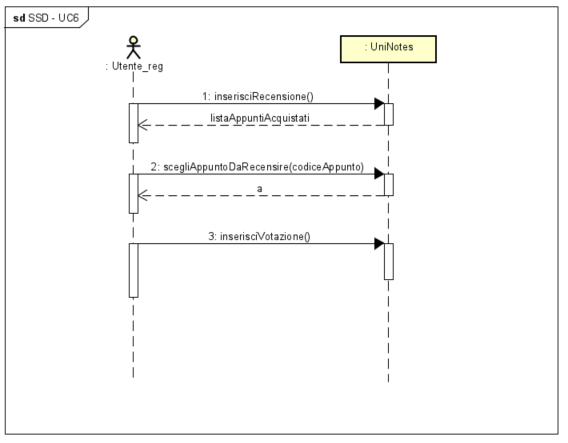 sd SSD - UC6
: Utente_reg
: UniNotes
1: inserisciRecensione()
listaAppuntiAcquistati
2: scegliAppuntoDaRecensire(codiceAppunto)
a
3: inserisciVotazione()